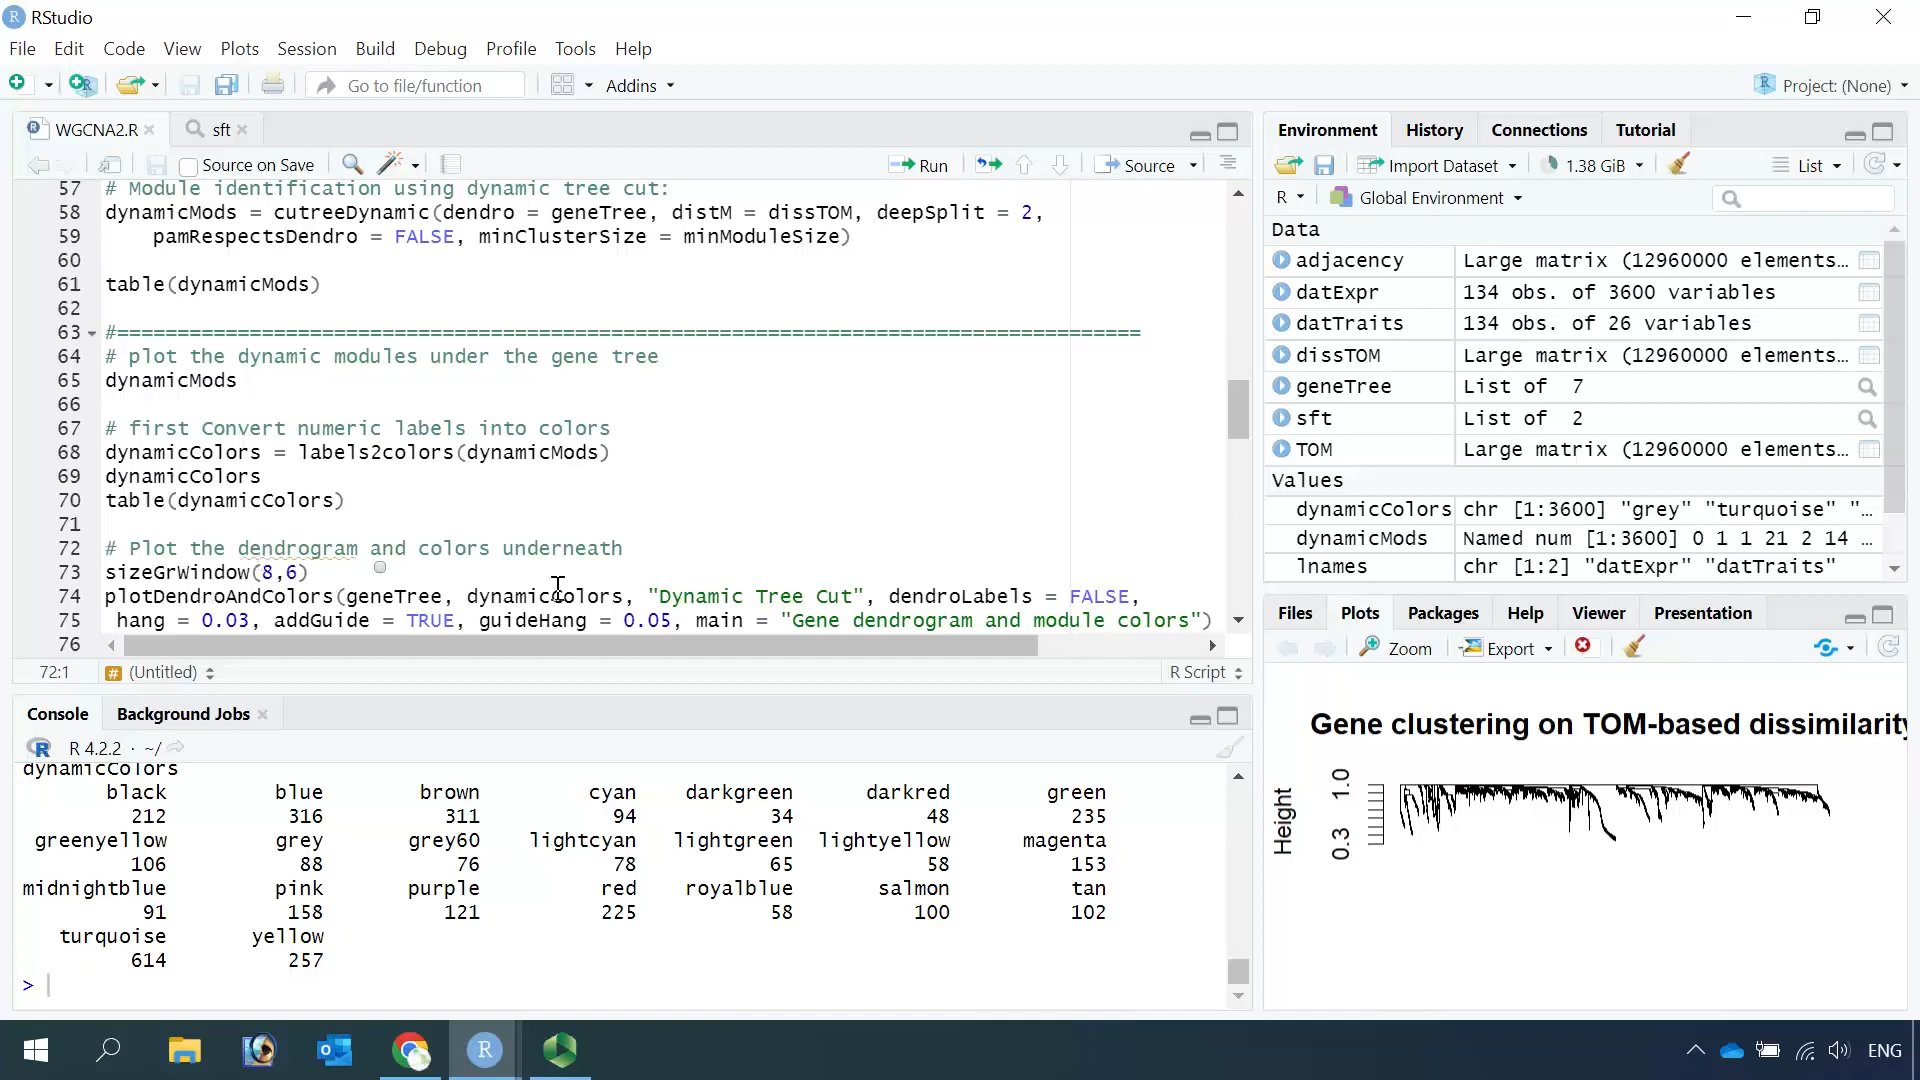 RStudio
File Edit Code View Plots Session Build Debug Profile Tools Help
Go to file/function Addins Project: (None)
WGCNA2.R sft
Source on Save Run Source
57 # Module identification using dynamic tree cut:
58 dynamicMods = cutreeDynamic(dendro = geneTree, distM = dissTOM, deepSplit = 2,
59 pamRespectsDendro = FALSE, minClusterSize = minModuleSize)
60
61 table(dynamicMods)
62
63 #=====================================================================================
64 # plot the dynamic modules under the gene tree
65 dynamicMods
66
67 # first Convert numeric labels into colors
68 dynamicColors = labels2colors(dynamicMods)
69 dynamicColors
70 table(dynamicColors)
71
72 # Plot the dendrogram and colors underneath
73 sizeGrWindow(8,6)
74 plotDendroAndColors(geneTree, dynamicColors, "Dynamic Tree Cut", dendroLabels = FALSE,
75 hang = 0.03, addGuide = TRUE, guideHang = 0.05, main = "Gene dendrogram and module colors")
76
72:1 # (Untitled) R Script
Console Background Jobs
R 4.2.2 · ~/
dynamicColors
black blue brown cyan darkgreen darkred green
212 316 311 94 34 48 235
greenyellow grey grey60 lightcyan lightgreen lightyellow magenta
106 88 76 78 65 58 153
midnightblue pink purple red royalblue salmon tan
91 158 121 225 58 100 102
turquoise yellow
614 257
>
Environment History Connections Tutorial
Import Dataset 1.38 GiB List
R Global Environment
Data
adjacency Large matrix (12960000 elements…
datExpr 134 obs. of 3600 variables
datTraits 134 obs. of 26 variables
dissTOM Large matrix (12960000 elements…
geneTree List of 7
sft List of 2
TOM Large matrix (12960000 elements…
Values
dynamicColors chr [1:3600] "grey" "turquoise" "…
dynamicMods Named num [1:3600] 0 1 1 21 2 14 …
lnames chr [1:2] "datExpr" "datTraits"
Files Plots Packages Help Viewer Presentation
Zoom Export
Gene clustering on TOM-based dissimilarity
Height
1.0
0.3
ENG